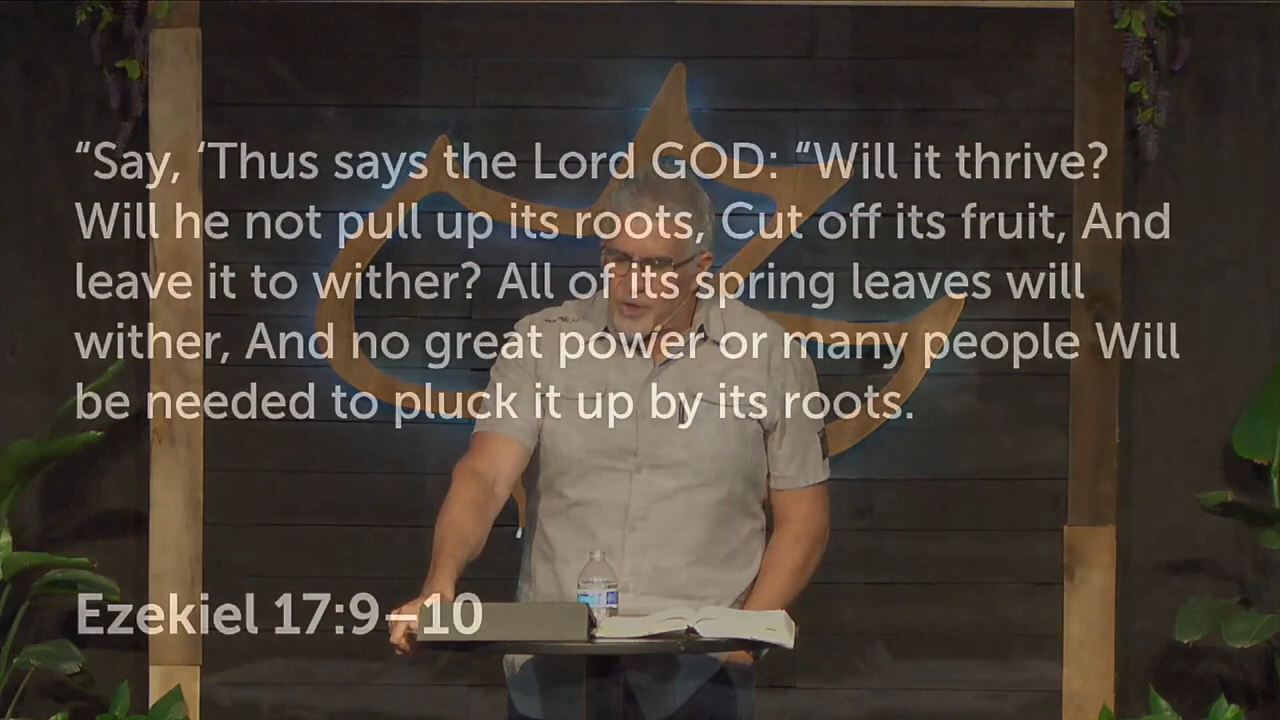 “Say, ‘Thus says the Lord GOD: “Will it thrive?
Will he not pull up its roots, Cut off its fruit, And
leave it to wither? All of its spring leaves will
wither, And no great power or many people Will
be needed to pluck it up by its roots.
Ezekiel 17:9–10